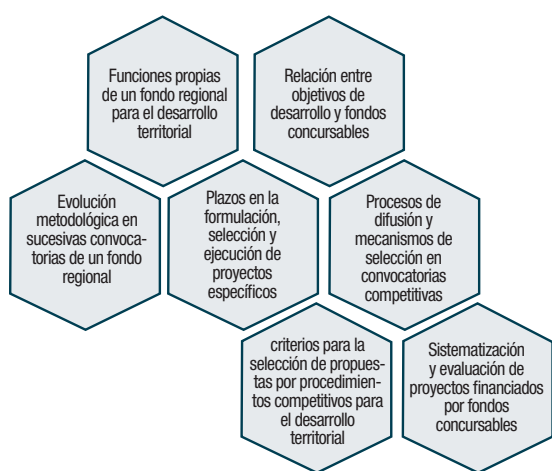 Funciones propias
de un fondo regional
para el desarrollo
territorial
Relación entre
objetivos de
desarrollo y fondos
concursables
Evolución
metodológica en
sucesivas convoca-
torias de un fondo
regional
Plazos en la
formulación,
selección y
ejecución de
proyectos
específicos
Procesos de
difusión y
mecanismos de
selección en
convocatorias
competitivas
criterios para la
selección de propues-
tas por procedimien-
tos competitivos para
el desarrollo
territorial
Sistematización
y evaluación de
proyectos financiados
por fondos
concursables